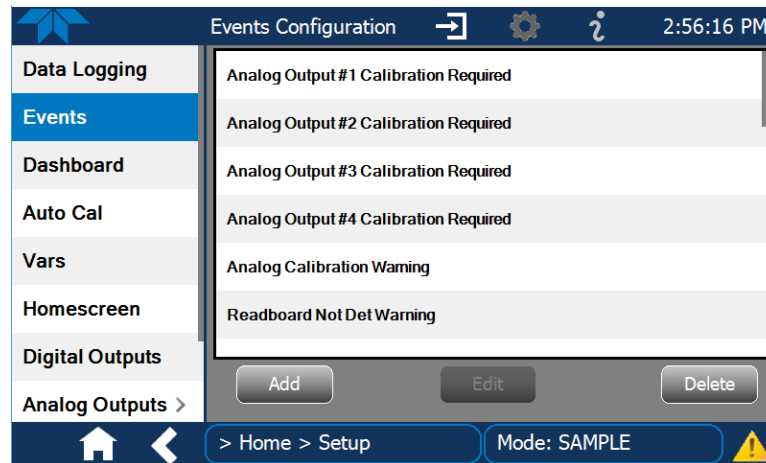 Events Configuration
2:56:16 PM
Data Logging
Events
Dashboard
Auto Cal
Vars
Homescreen
Digital Outputs
Analog Outputs >
Analog Output #1 Calibration Required
Analog Output #2 Calibration Required
Analog Output #3 Calibration Required
Analog Output #4 Calibration Required
Analog Calibration Warning
Readboard Not Det Warning
Add
Edit
Delete
> Home > Setup
Mode: SAMPLE